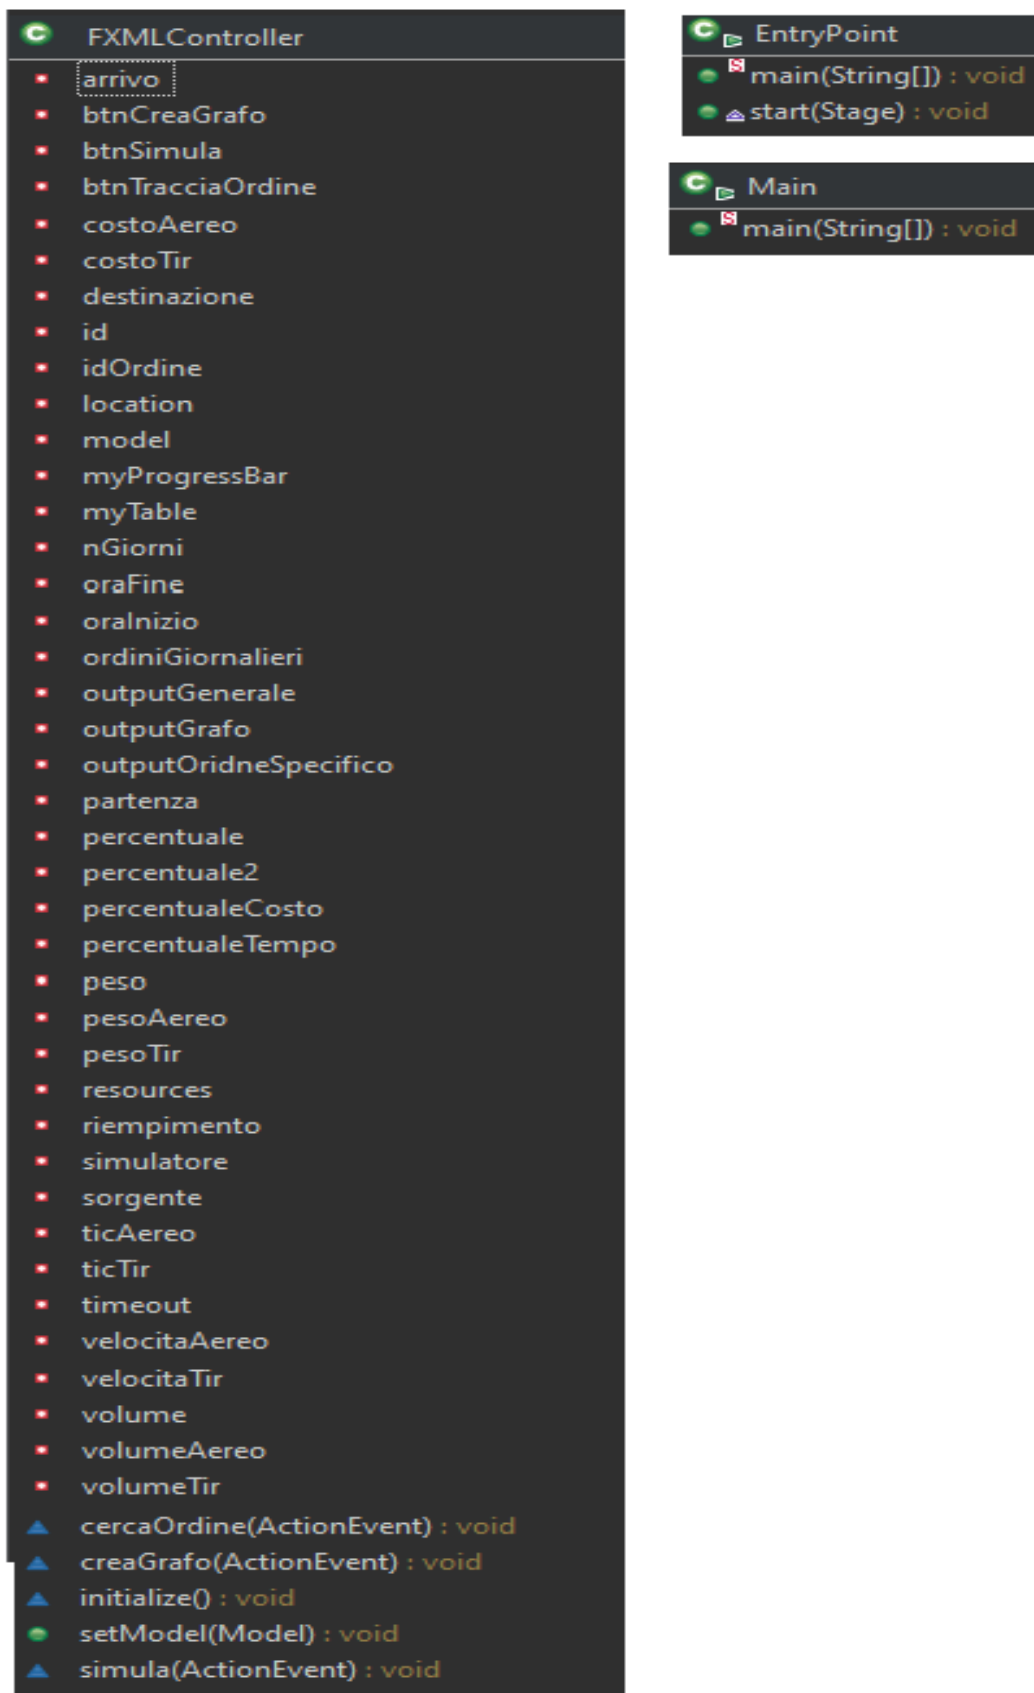 FXMLController
arrivo
btnCreaGrafo
btnSimula
btnTracciaOrdine
costoAereo
costoTir
destinazione
id
idOrdine
location
model
myProgressBar
myTable
nGiorni
oraFine
oraInizio
ordiniGiornalieri
outputGenerale
outputGrafo
outputOridneSpecifico
partenza
percentuale
percentuale2
percentualeCosto
percentualeTempo
peso
pesoAereo
pesoTir
resources
riempimento
simulatore
sorgente
ticAereo
ticTir
timeout
velocitaAereo
velocitaTir
volume
volumeAereo
volumeTir
cercaOrdine(ActionEvent) : void
creaGrafo(ActionEvent) : void
initialize() : void
setModel(Model) : void
simula(ActionEvent) : void
EntryPoint
main(String[]) : void
start(Stage) : void
Main
main(String[]) : void